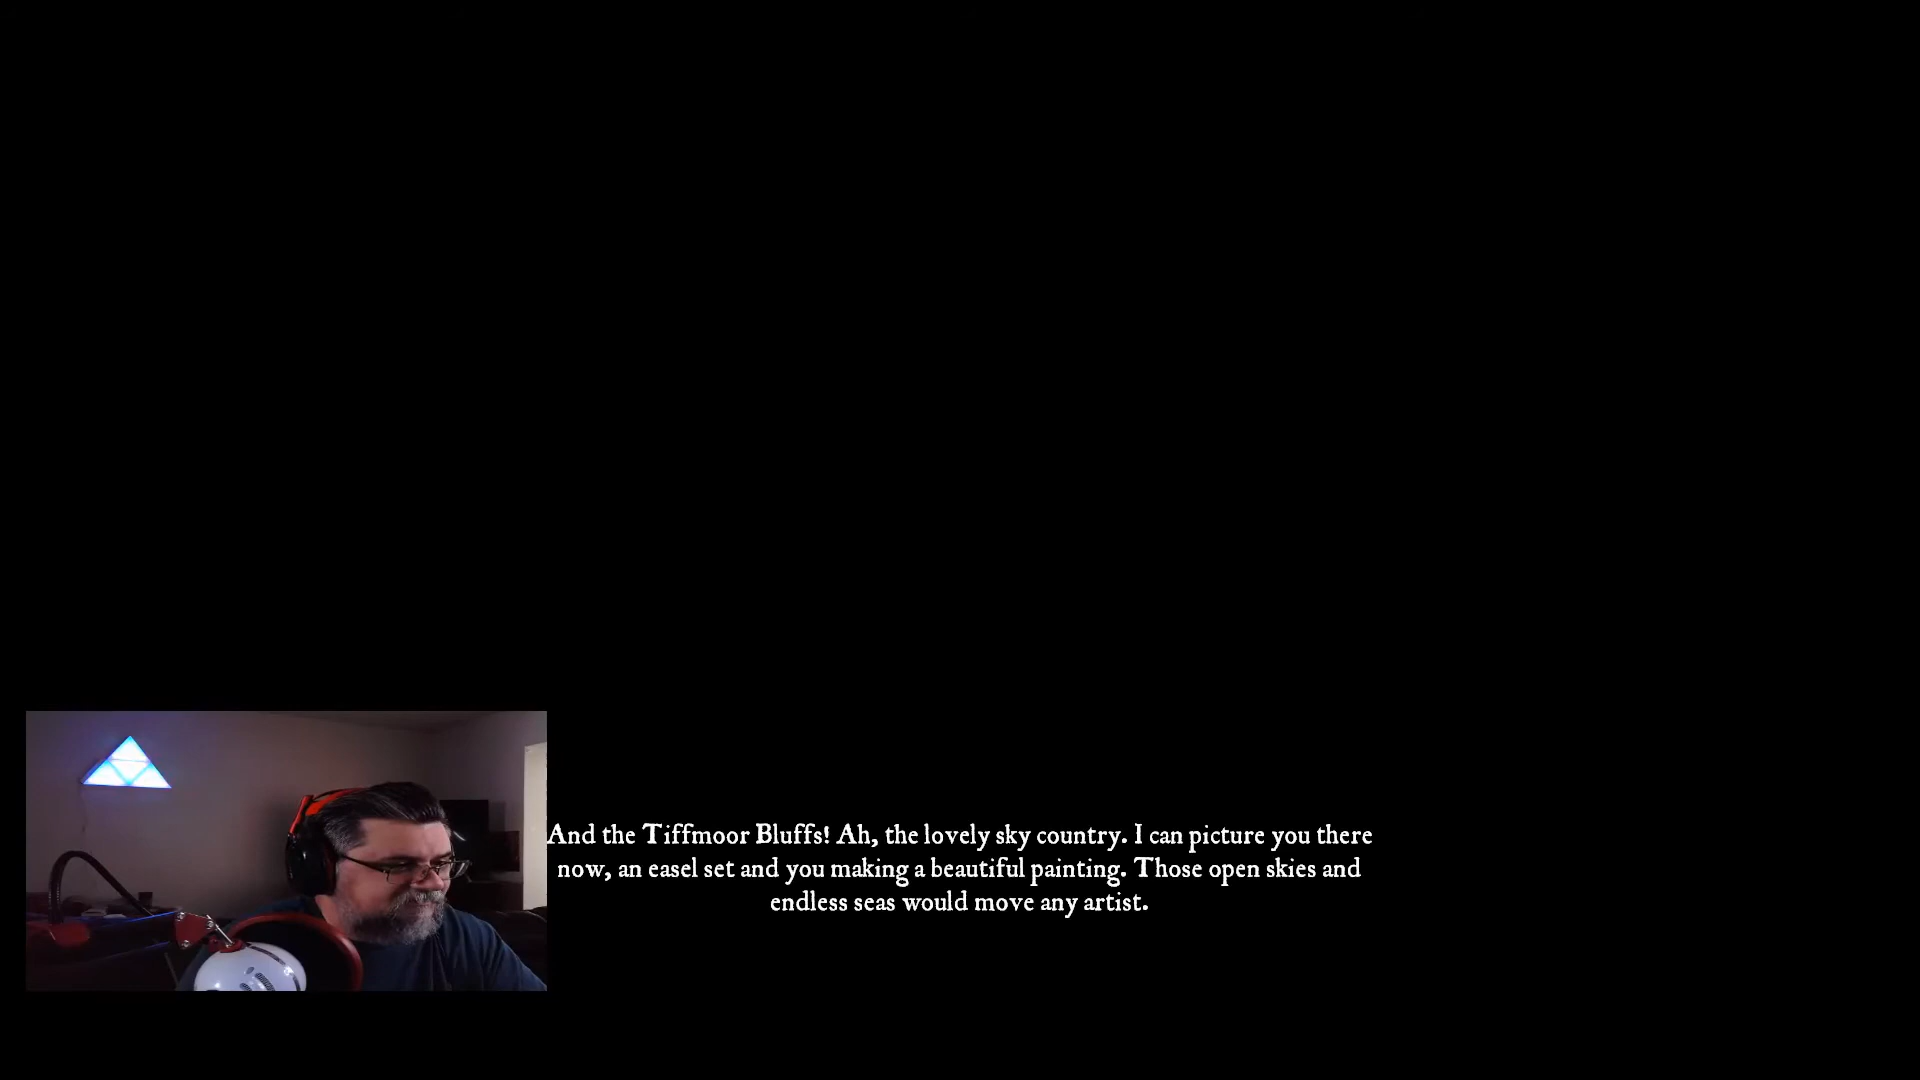 And the Tiffmoor Bluffs! Ah, the lovely sky country. I can picture you there
now, an easel set and you making a beautiful painting. Those open skies and
endless seas would move any artist.